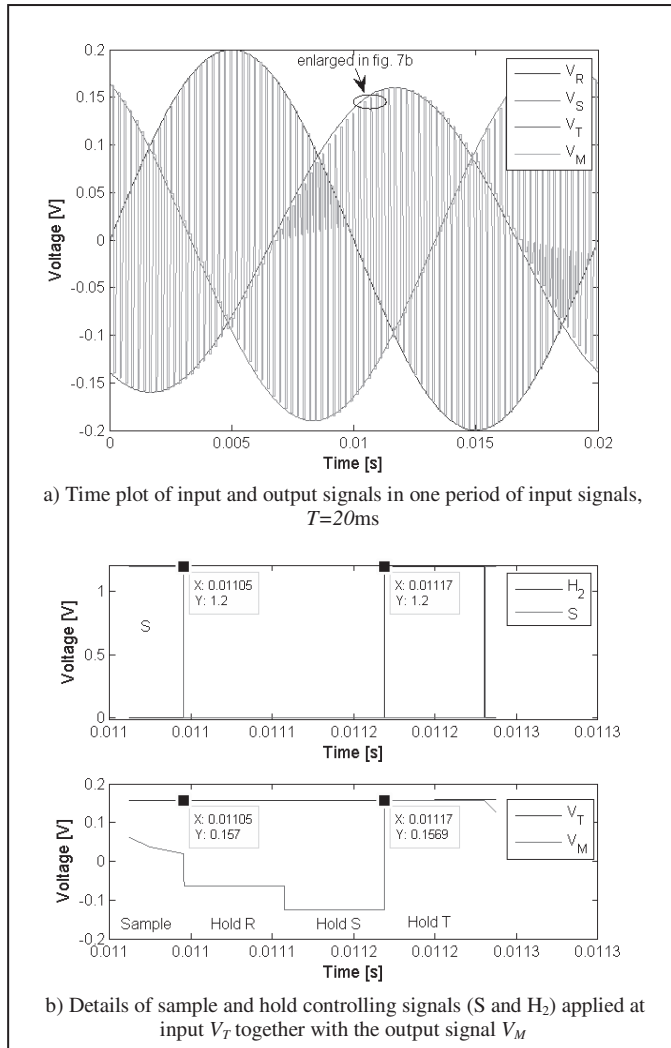 0.2
0.15
0.1
0.05
0
-0.05
-0.1
-0.15
-0.2
Voltage [V]
enlarged in fig. 7b
V_R
V_S
V_T
V_M
0 0.005 0.01 0.015 0.02
Time [s]
a) Time plot of input and output signals in one period of input signals,
T=20ms
1
0.5
0
Voltage [V]
S
X: 0.01105
Y: 1.2
X: 0.01117
Y: 1.2
H_2
S
0.011 0.011 0.0111 0.0112 0.0112 0.0113 0.0113
Time [s]
0.2
0.1
0
-0.1
-0.2
Voltage [V]
X: 0.01105
Y: 0.157
X: 0.01117
Y: 0.1569
V_T
V_M
Sample Hold R Hold S Hold T
0.011 0.011 0.0111 0.0112 0.0112 0.0113 0.0113
Time [s]
b) Details of sample and hold controlling signals (S and H_2) applied at
input V_T together with the output signal V_M